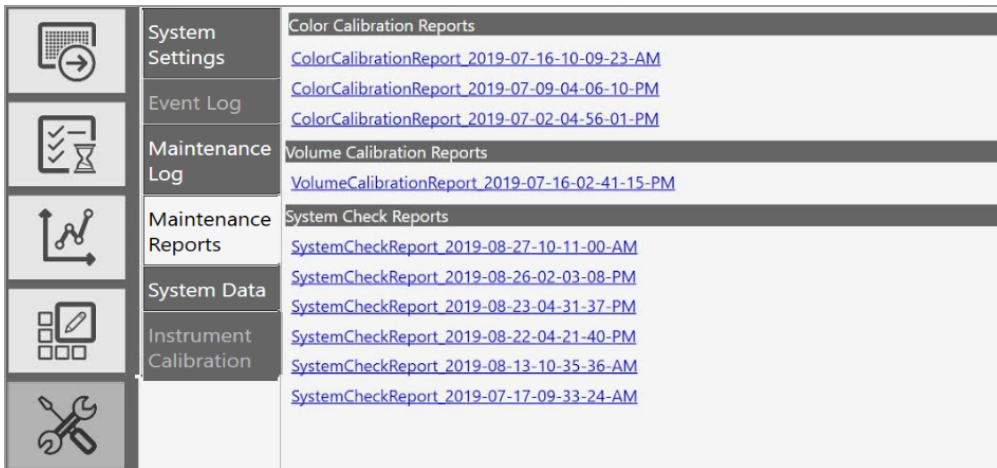 System
Settings
Event Log
Maintenance
Log
Maintenance
Reports
System Data
Instrument
Calibration
Color Calibration Reports
ColorCalibrationReport_2019-07-16-10-09-23-AM
ColorCalibrationReport_2019-07-09-04-06-10-PM
ColorCalibrationReport_2019-07-02-04-56-01-PM
Volume Calibration Reports
VolumeCalibrationReport_2019-07-16-02-41-15-PM
System Check Reports
SystemCheckReport_2019-08-27-10-11-00-AM
SystemCheckReport_2019-08-26-02-03-08-PM
SystemCheckReport_2019-08-23-04-31-37-PM
SystemCheckReport_2019-08-22-04-21-40-PM
SystemCheckReport_2019-08-13-10-35-36-AM
SystemCheckReport_2019-07-17-09-33-24-AM